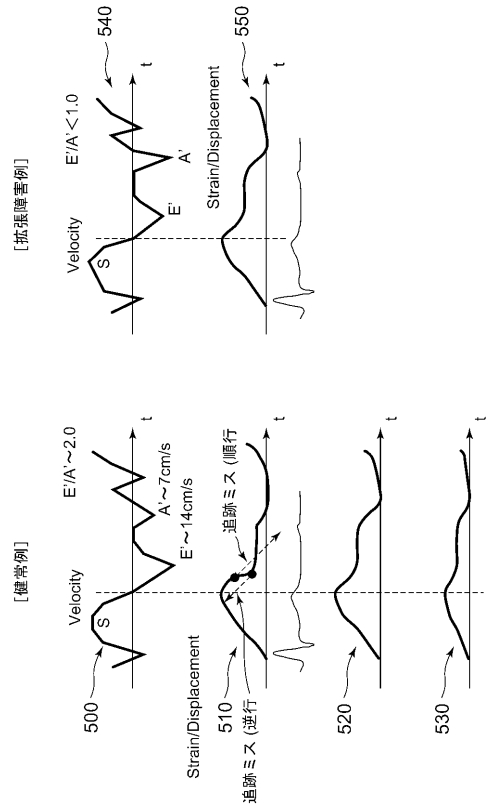 [健常例]
500
Velocity
S
E'/A'～2.0
A'～7cm/s
E'～14cm/s
t
Strain/Displacement
510
追跡ミス (逆行
追跡ミス (順行
t
520
t
530
t
[拡張障害例]
Velocity
S
E'/A'＜1.0
540
E'
A'
t
Strain/Displacement
550
t